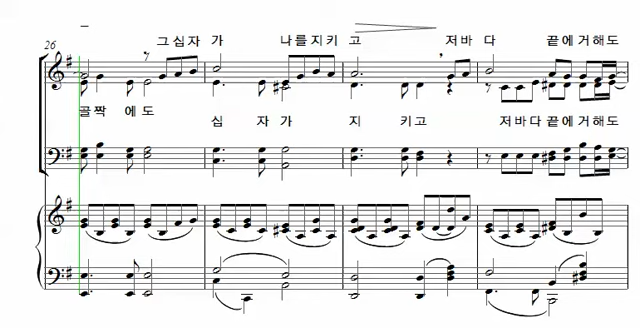 그십자 가 나를지키 고 저바 다 끝에거해도
26
골짝 에도
십 자가 지 키고 저바다 끝에거해도